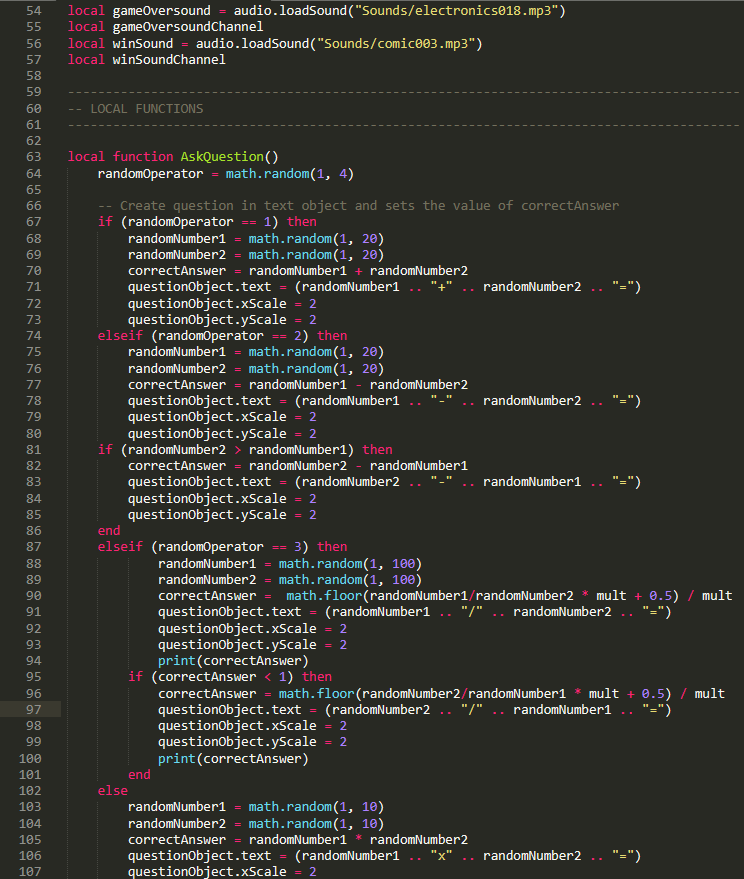 54 local gameOversound = audio.loadSound("Sounds/electronics018.mp3")
55 local gameOversoundChannel
56 local winSound = audio.loadSound("Sounds/comic003.mp3")
57 local winSoundChannel
58
59 -----------------------------------------------------------------------------------------
60 -- LOCAL FUNCTIONS
61 -----------------------------------------------------------------------------------------
62
63 local function AskQuestion()
64     randomOperator = math.random(1, 4)
65
66     -- Create question in text object and sets the value of correctAnswer
67     if (randomOperator == 1) then
68         randomNumber1 = math.random(1, 20)
69         randomNumber2 = math.random(1, 20)
70         correctAnswer = randomNumber1 + randomNumber2
71         questionObject.text = (randomNumber1 .. "+" .. randomNumber2 .. "=")
72         questionObject.xScale = 2
73         questionObject.yScale = 2
74     elseif (randomOperator == 2) then
75         randomNumber1 = math.random(1, 20)
76         randomNumber2 = math.random(1, 20)
77         correctAnswer = randomNumber1 - randomNumber2
78         questionObject.text = (randomNumber1 .. "-" .. randomNumber2 .. "=")
79         questionObject.xScale = 2
80         questionObject.yScale = 2
81     if (randomNumber2 > randomNumber1) then
82         correctAnswer = randomNumber2 - randomNumber1
83         questionObject.text = (randomNumber2 .. "-" .. randomNumber1 .. "=")
84         questionObject.xScale = 2
85         questionObject.yScale = 2
86     end
87     elseif (randomOperator == 3) then
88             randomNumber1 = math.random(1, 100)
89             randomNumber2 = math.random(1, 100)
90             correctAnswer =  math.floor(randomNumber1/randomNumber2 * mult + 0.5) / mult
91             questionObject.text = (randomNumber1 .. "/" .. randomNumber2 .. "=")
92             questionObject.xScale = 2
93             questionObject.yScale = 2
94             print(correctAnswer)
95         if (correctAnswer < 1) then
96             correctAnswer = math.floor(randomNumber2/randomNumber1 * mult + 0.5) / mult
97             questionObject.text = (randomNumber2 .. "/" .. randomNumber1 .. "=")
98             questionObject.xScale = 2
99             questionObject.yScale = 2
100             print(correctAnswer)
101         end
102     else
103         randomNumber1 = math.random(1, 10)
104         randomNumber2 = math.random(1, 10)
105         correctAnswer = randomNumber1 * randomNumber2
106         questionObject.text = (randomNumber1 .. "x" .. randomNumber2 .. "=")
107         questionObject.xScale = 2